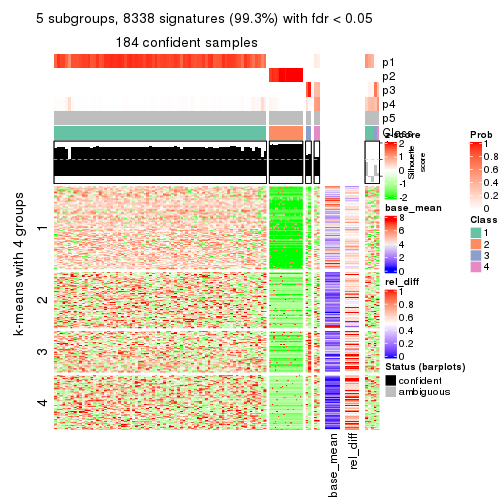 5 subgroups, 8338 signatures (99.3%) with fdr < 0.05
184 confident samples
p1
p2
p3
p4
p5
Class
k-means with 4 groups
1
2
3
4
base_mean
rel_diff
z-score
2
1
0
-1
-2
Silhouette
score
base_mean
8
6
4
2
0
rel_diff
1
0.8
0.6
0.4
0.2
0
Status (barplots)
confident
ambiguous
Prob
1
0.8
0.6
0.4
0.2
0
Class
1
2
3
4